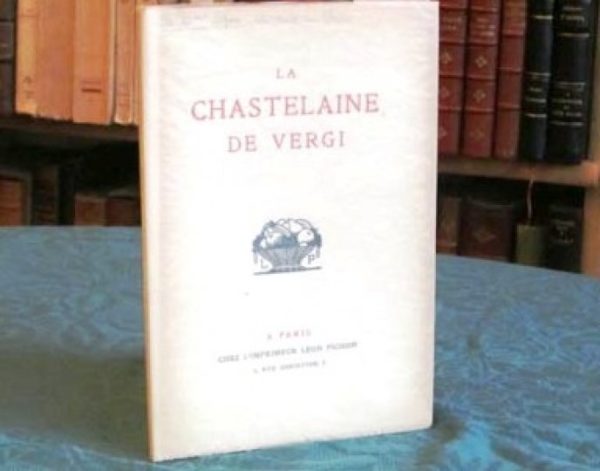 LA
CHASTELAINE
DE VERGI
L P
A PARIS
CHEZ L'IMPRIMEUR LEON PICHON